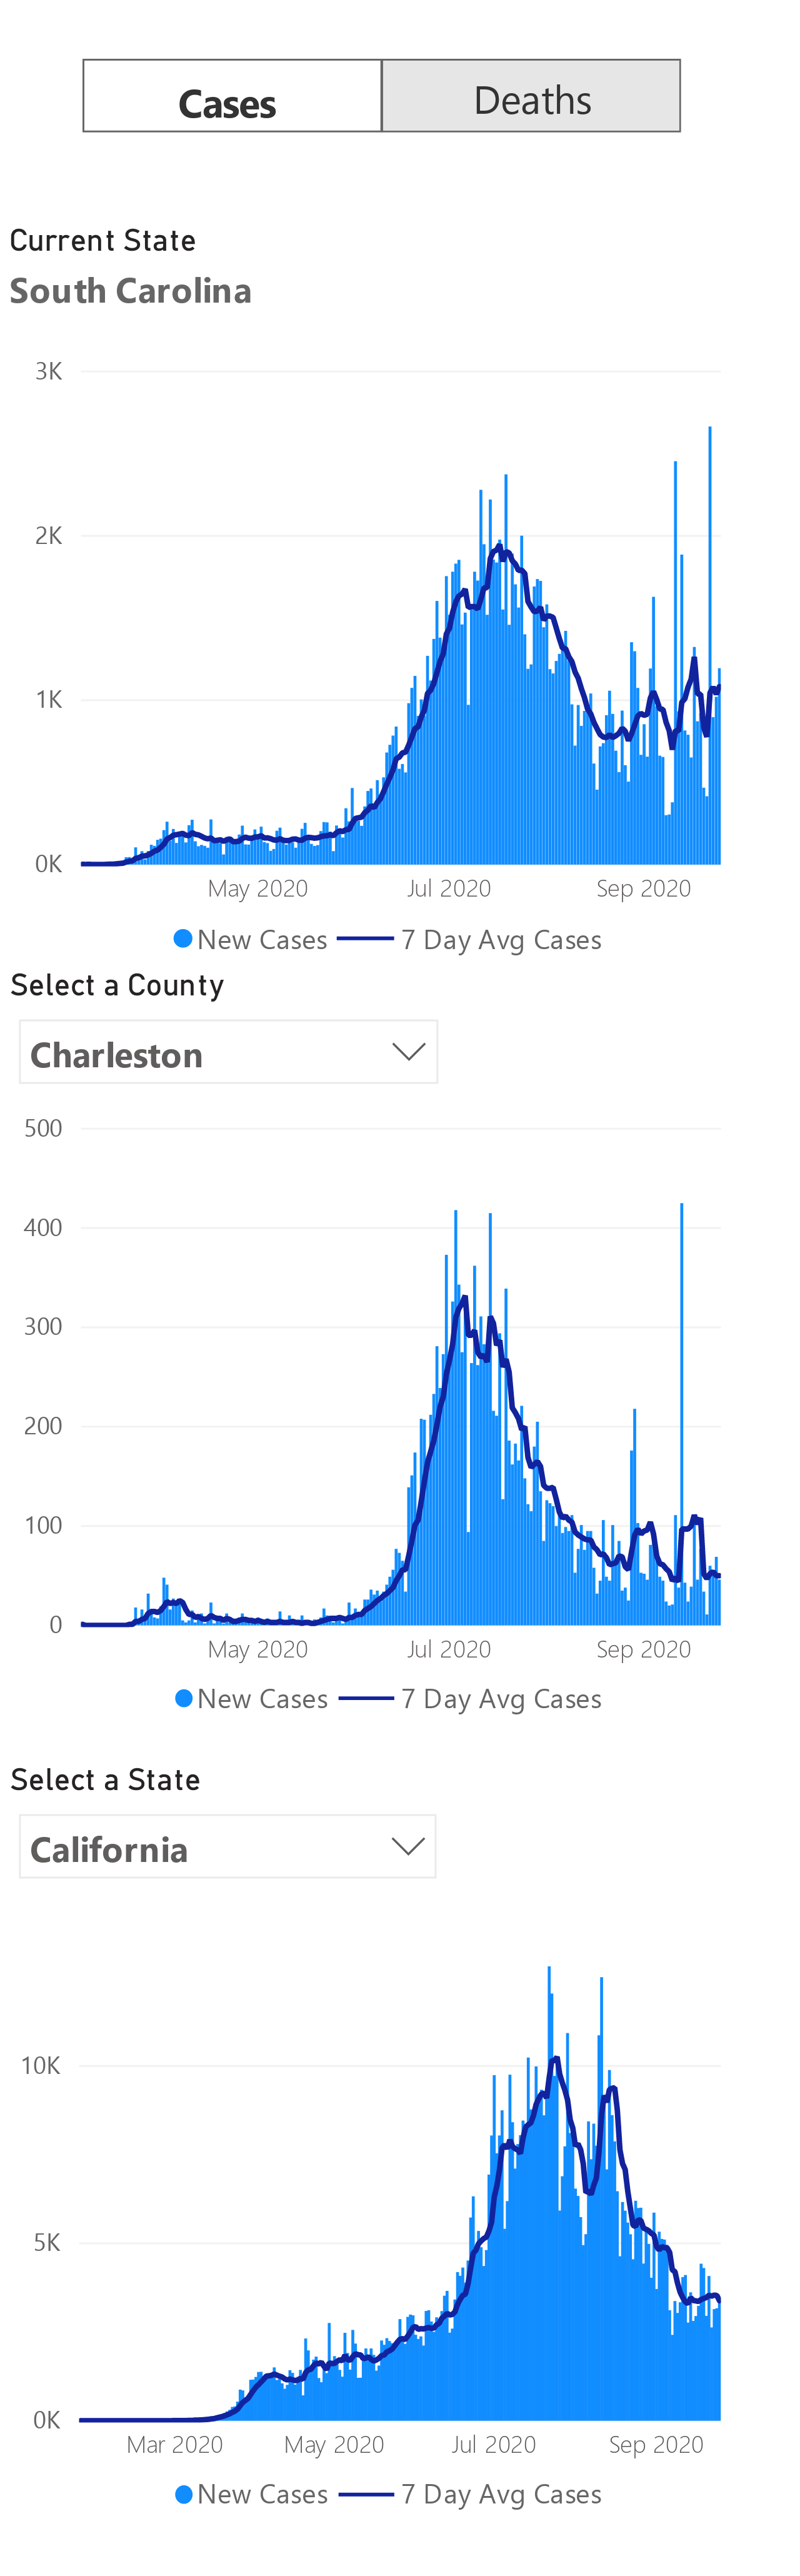 Cases Deaths
Current State
South Carolina
3K
2K
1K
0K
May 2020 Jul 2020 Sep 2020
New Cases 7 Day Avg Cases
Select a County
Charleston
500
400
300
200
100
0
May 2020 Jul 2020 Sep 2020
New Cases 7 Day Avg Cases
Select a State
California
10K
5K
0K
Mar 2020 May 2020 Jul 2020 Sep 2020
New Cases 7 Day Avg Cases